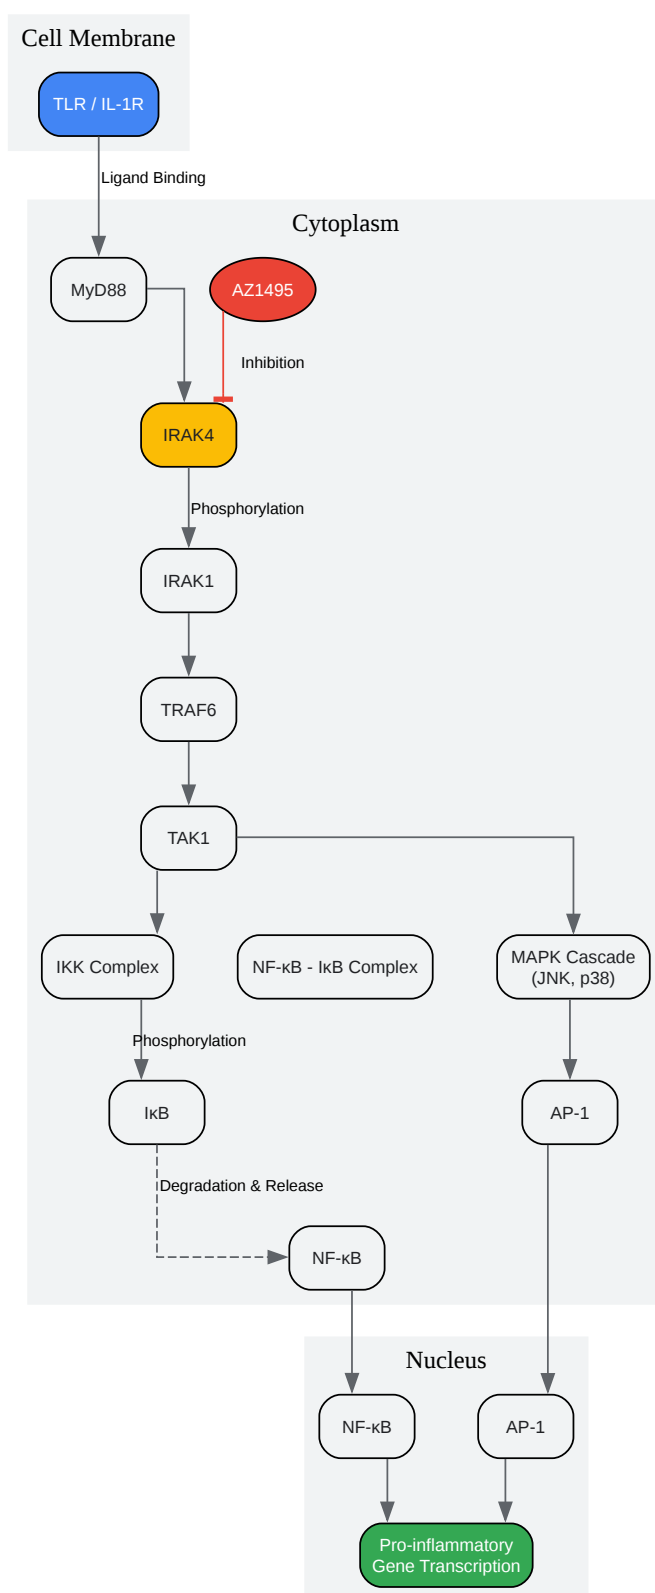 Cell Membrane
TLR / IL-1R
Ligand Binding
Cytoplasm
MyD88
AZ1495
Inhibition
IRAK4
Phosphorylation
IRAK1
TRAF6
TAK1
IKK Complex
NF-κB - IκB Complex
MAPK Cascade
(JNK, p38)
Phosphorylation
IκB
AP-1
Degradation & Release
NF-κB
Nucleus
NF-κB
AP-1
Pro-inflammatory
Gene Transcription